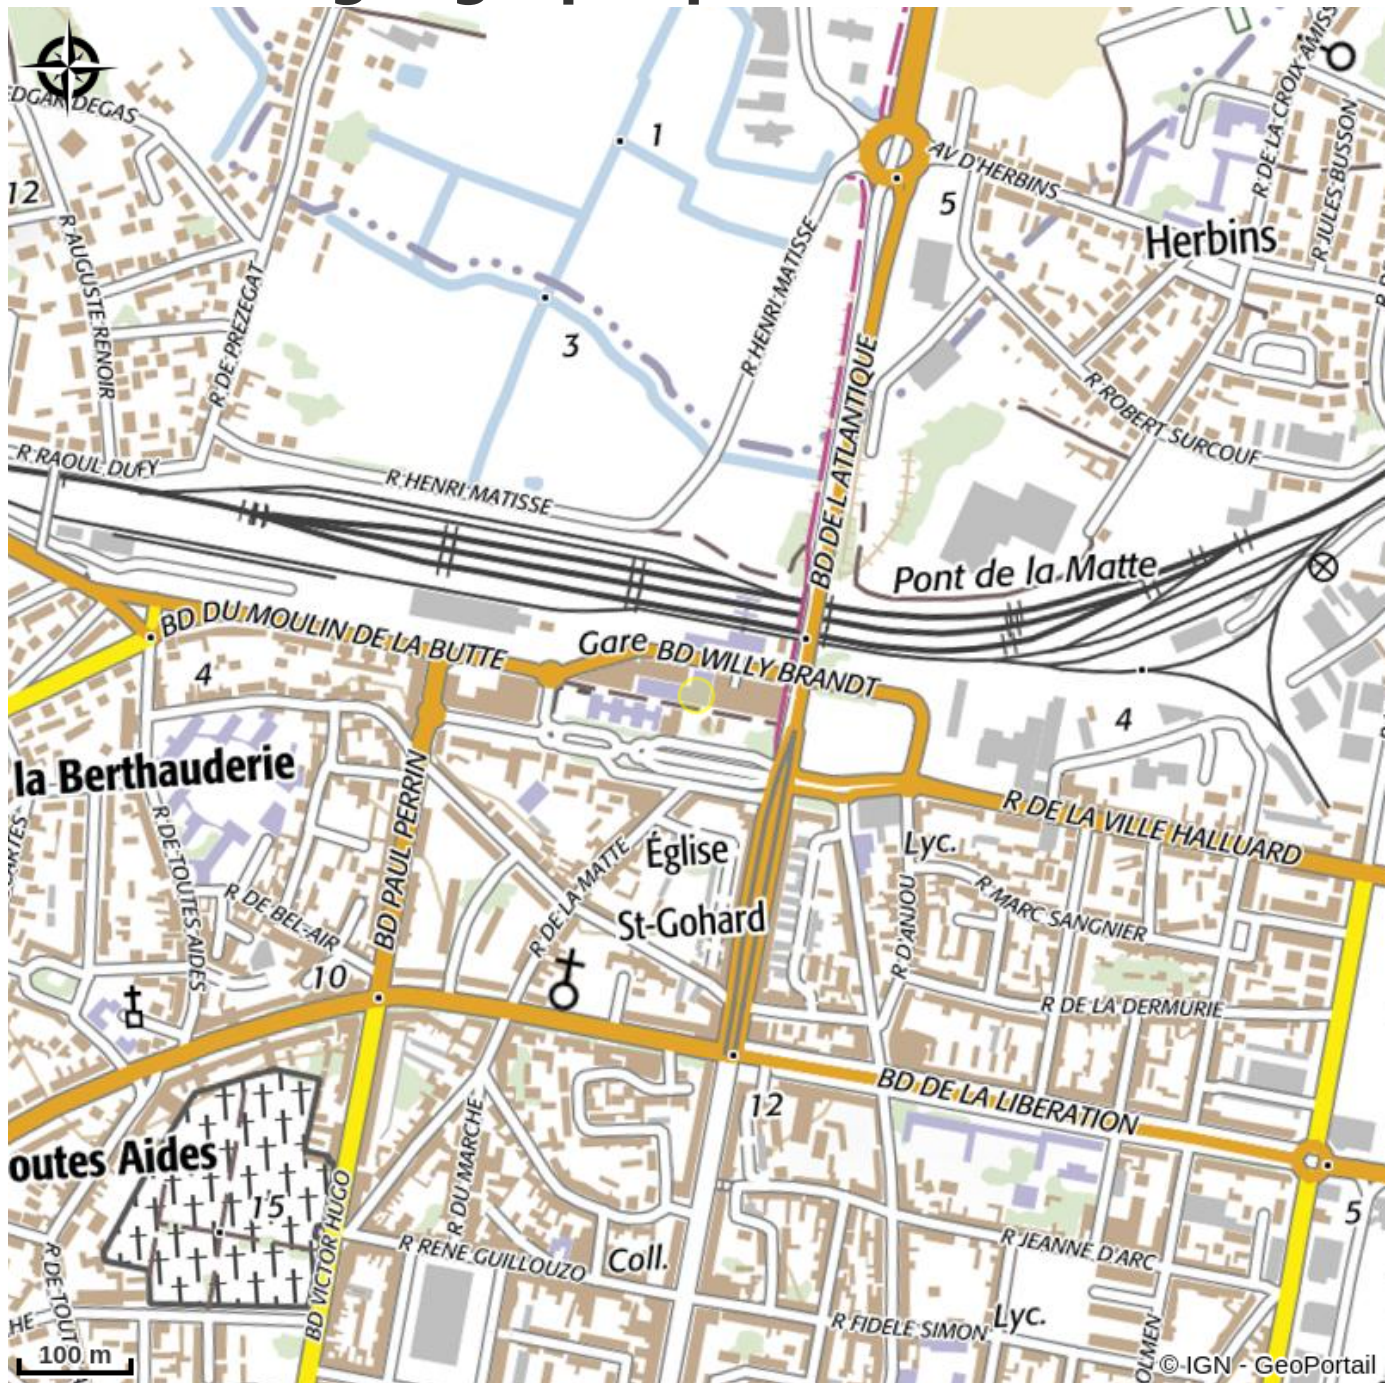 R DE LA CROIX AMISS
EDGAR DEGAS
1
AV D'HERBINS
R JULES BUSSON
12
5
R AUGUSTE RENOIR
Herbins
R HENRI MATISSE
R DE PREZEGAT
3
BD DE L'ATLANTIQUE
R ROBERT SURCOUF
R RAOUL DUFY
R HENRI MATISSE
Pont de la Matte
BD DU MOULIN DE LA BUTTE
Gare
BD WILLY BRANDT
4
4
la Berthauderie
BD PAUL PERRIN
R DE LA VILLE HALLUARD
R DE TOUTES AIDES
R DE LA MATTE
Église
St-Gohard
Lyc.
R DE BEL-AIR
R D'ANJOU
R MARC SANGNIER
10
R DE LA DERMURIE
BD DE LA LIBERATION
12
outes Aides
15
R DU MARCHE
5
BD VICTOR HUGO
R RENE GUILLOUZO
Coll.
R JEANNE D'ARC
R DE TOUT
R FIDELE SIMON
Lyc.
OLMEN
HE
100 m
© IGN - GeoPortail